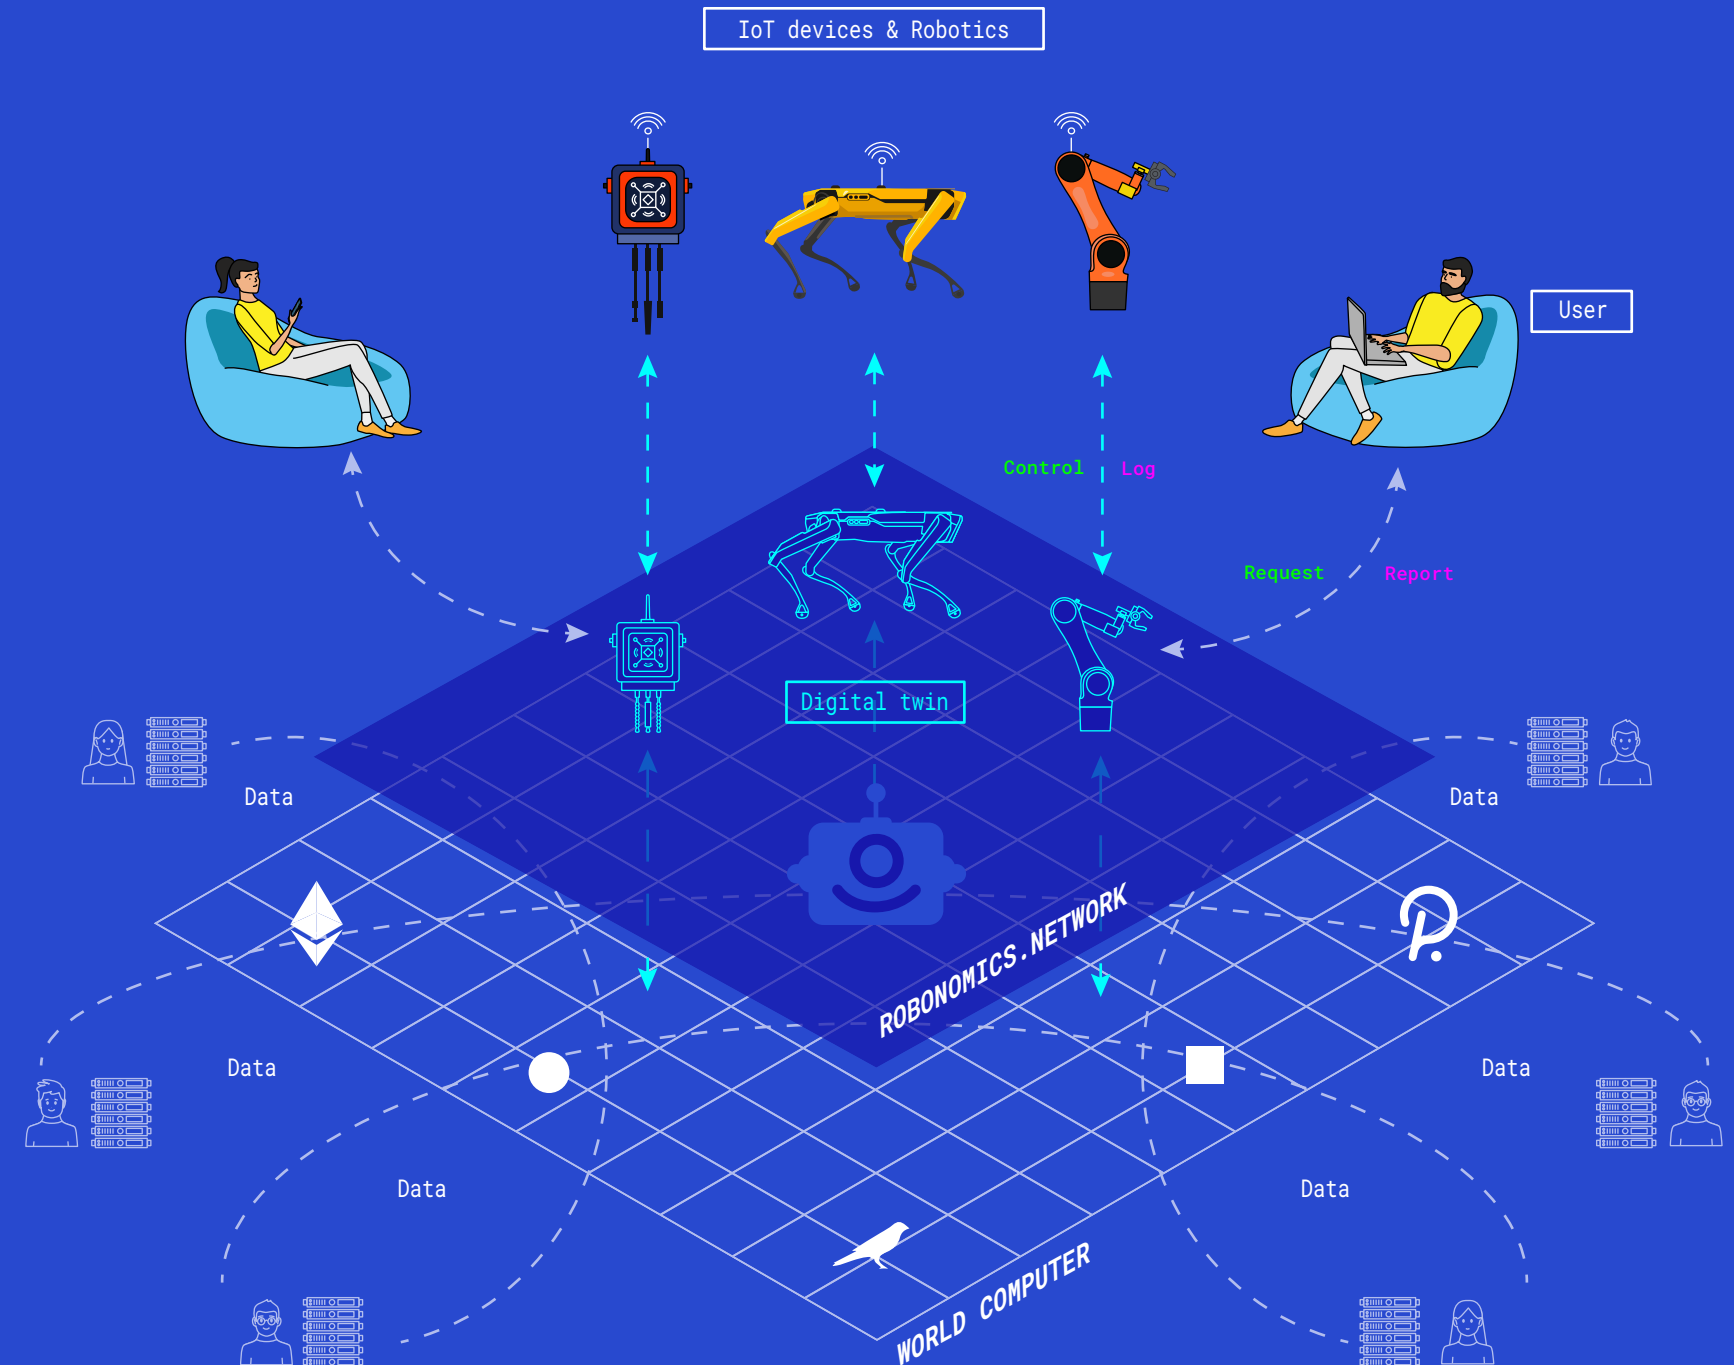 IoT devices & Robotics
User
Control
Log
Request
Report
Digital twin
Data
Data
ROBONOMICS.NETWORK
Data
Data
Data
Data
WORLD COMPUTER